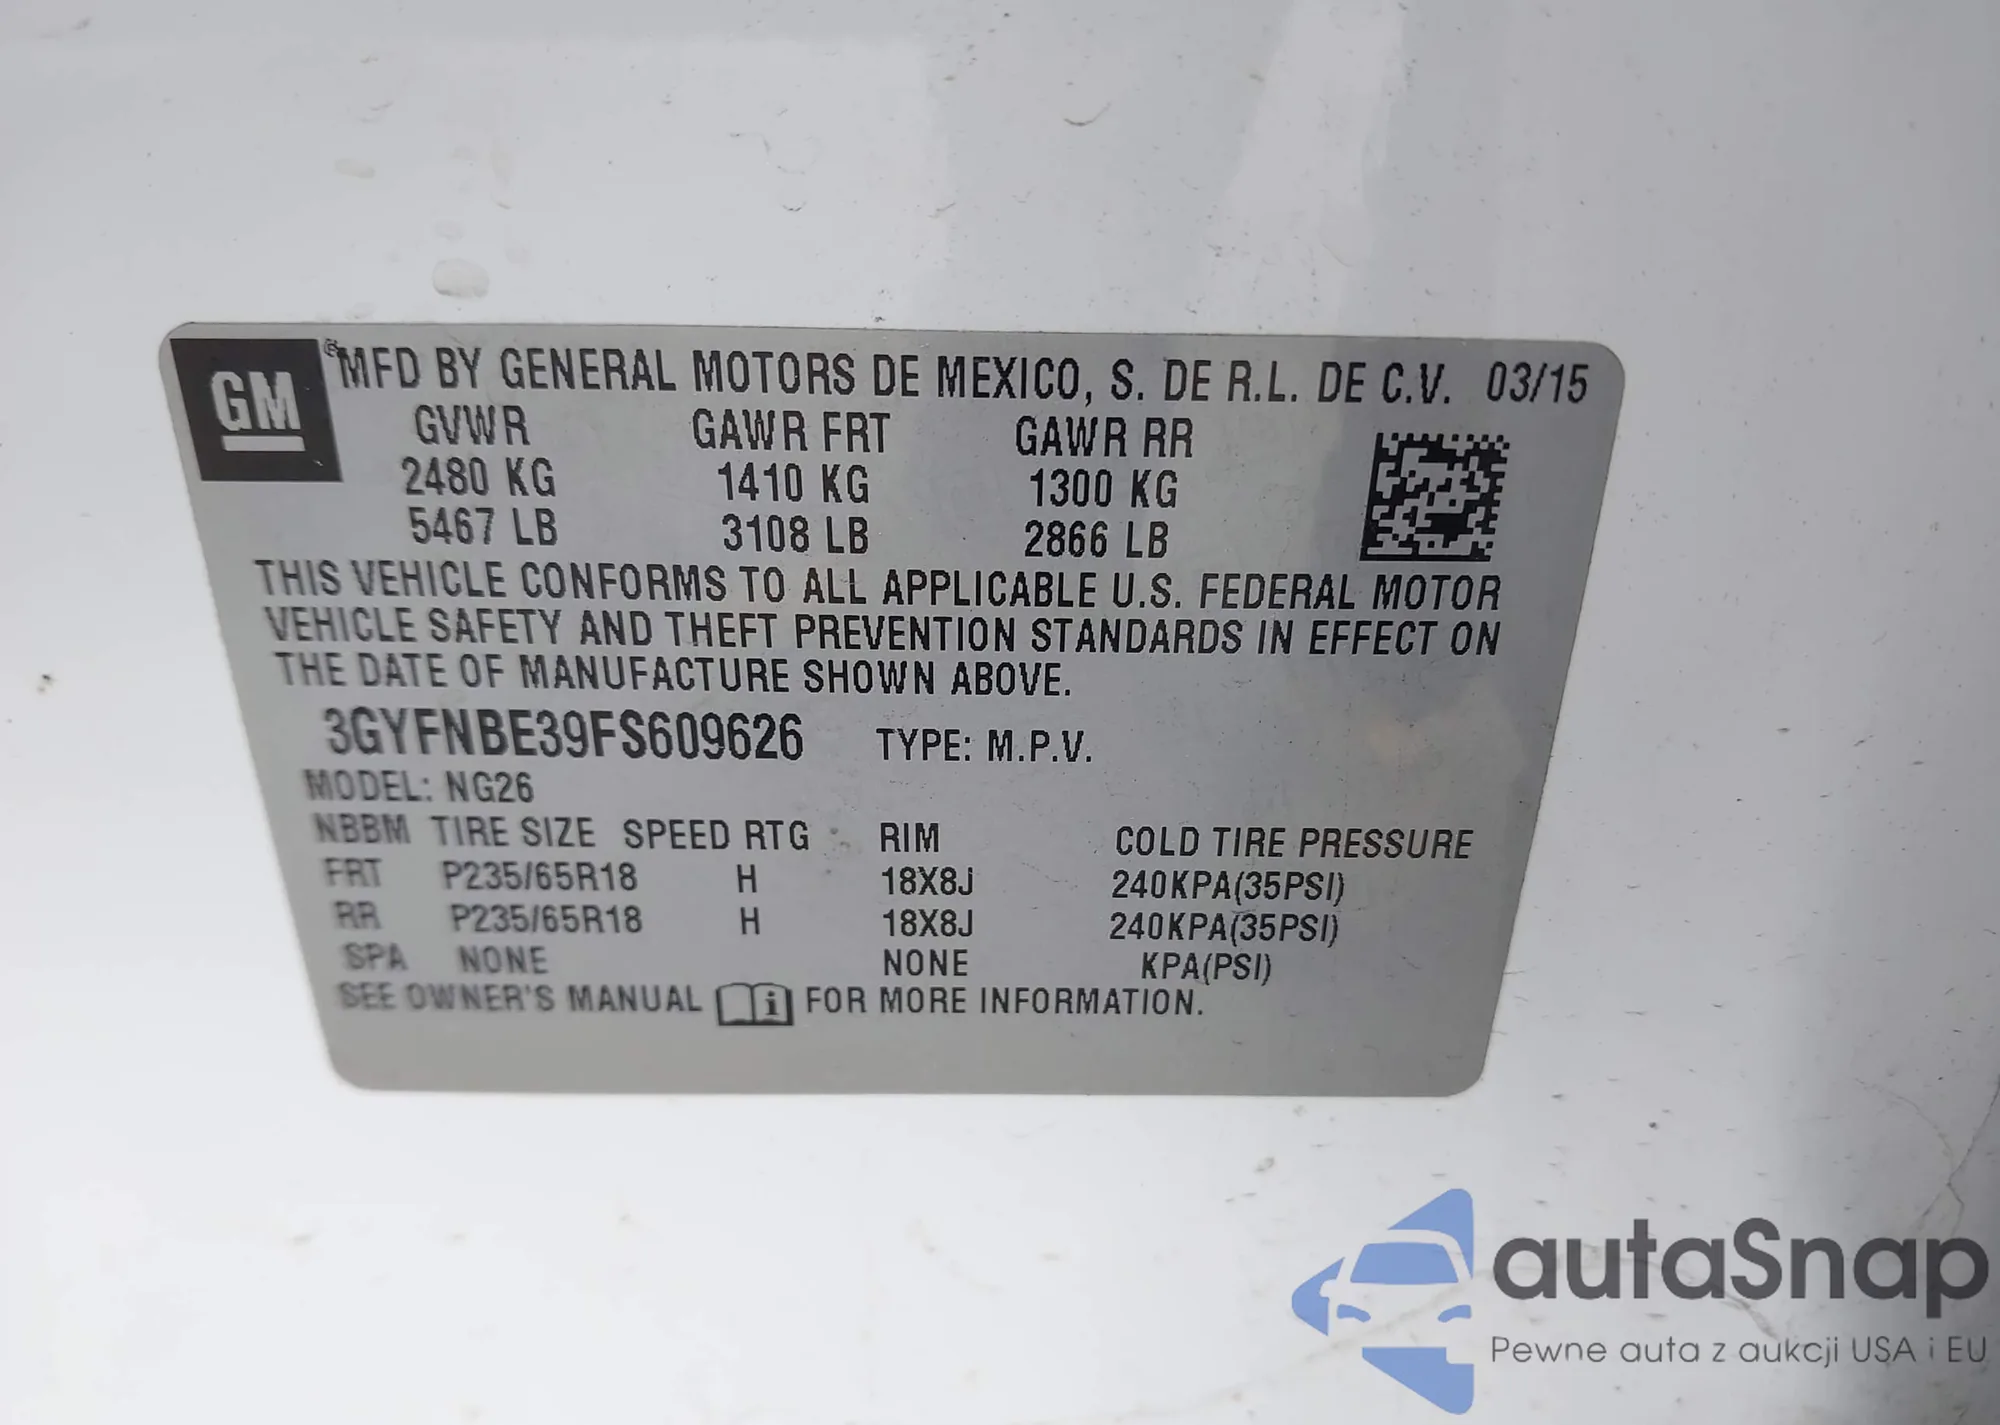 GM
MFD BY GENERAL MOTORS DE MEXICO, S. DE R.L. DE C.V. 03/15
GVWR GAWR FRT GAWR RR
2480 KG 1410 KG 1300 KG
5467 LB 3108 LB 2866 LB
THIS VEHICLE CONFORMS TO ALL APPLICABLE U.S. FEDERAL MOTOR
VEHICLE SAFETY AND THEFT PREVENTION STANDARDS IN EFFECT ON
THE DATE OF MANUFACTURE SHOWN ABOVE.
3GYFNBE39FS609626 TYPE: M.P.V.
MODEL: NG26
NBBM TIRE SIZE SPEED RTG RIM COLD TIRE PRESSURE
FRT P235/65R18 H 18X8J 240KPA(35PSI)
RR P235/65R18 H 18X8J 240KPA(35PSI)
SPA NONE NONE KPA(PSI)
SEE OWNER'S MANUAL i FOR MORE INFORMATION.
autaSnap
Pewne auta z aukcji USA i EU